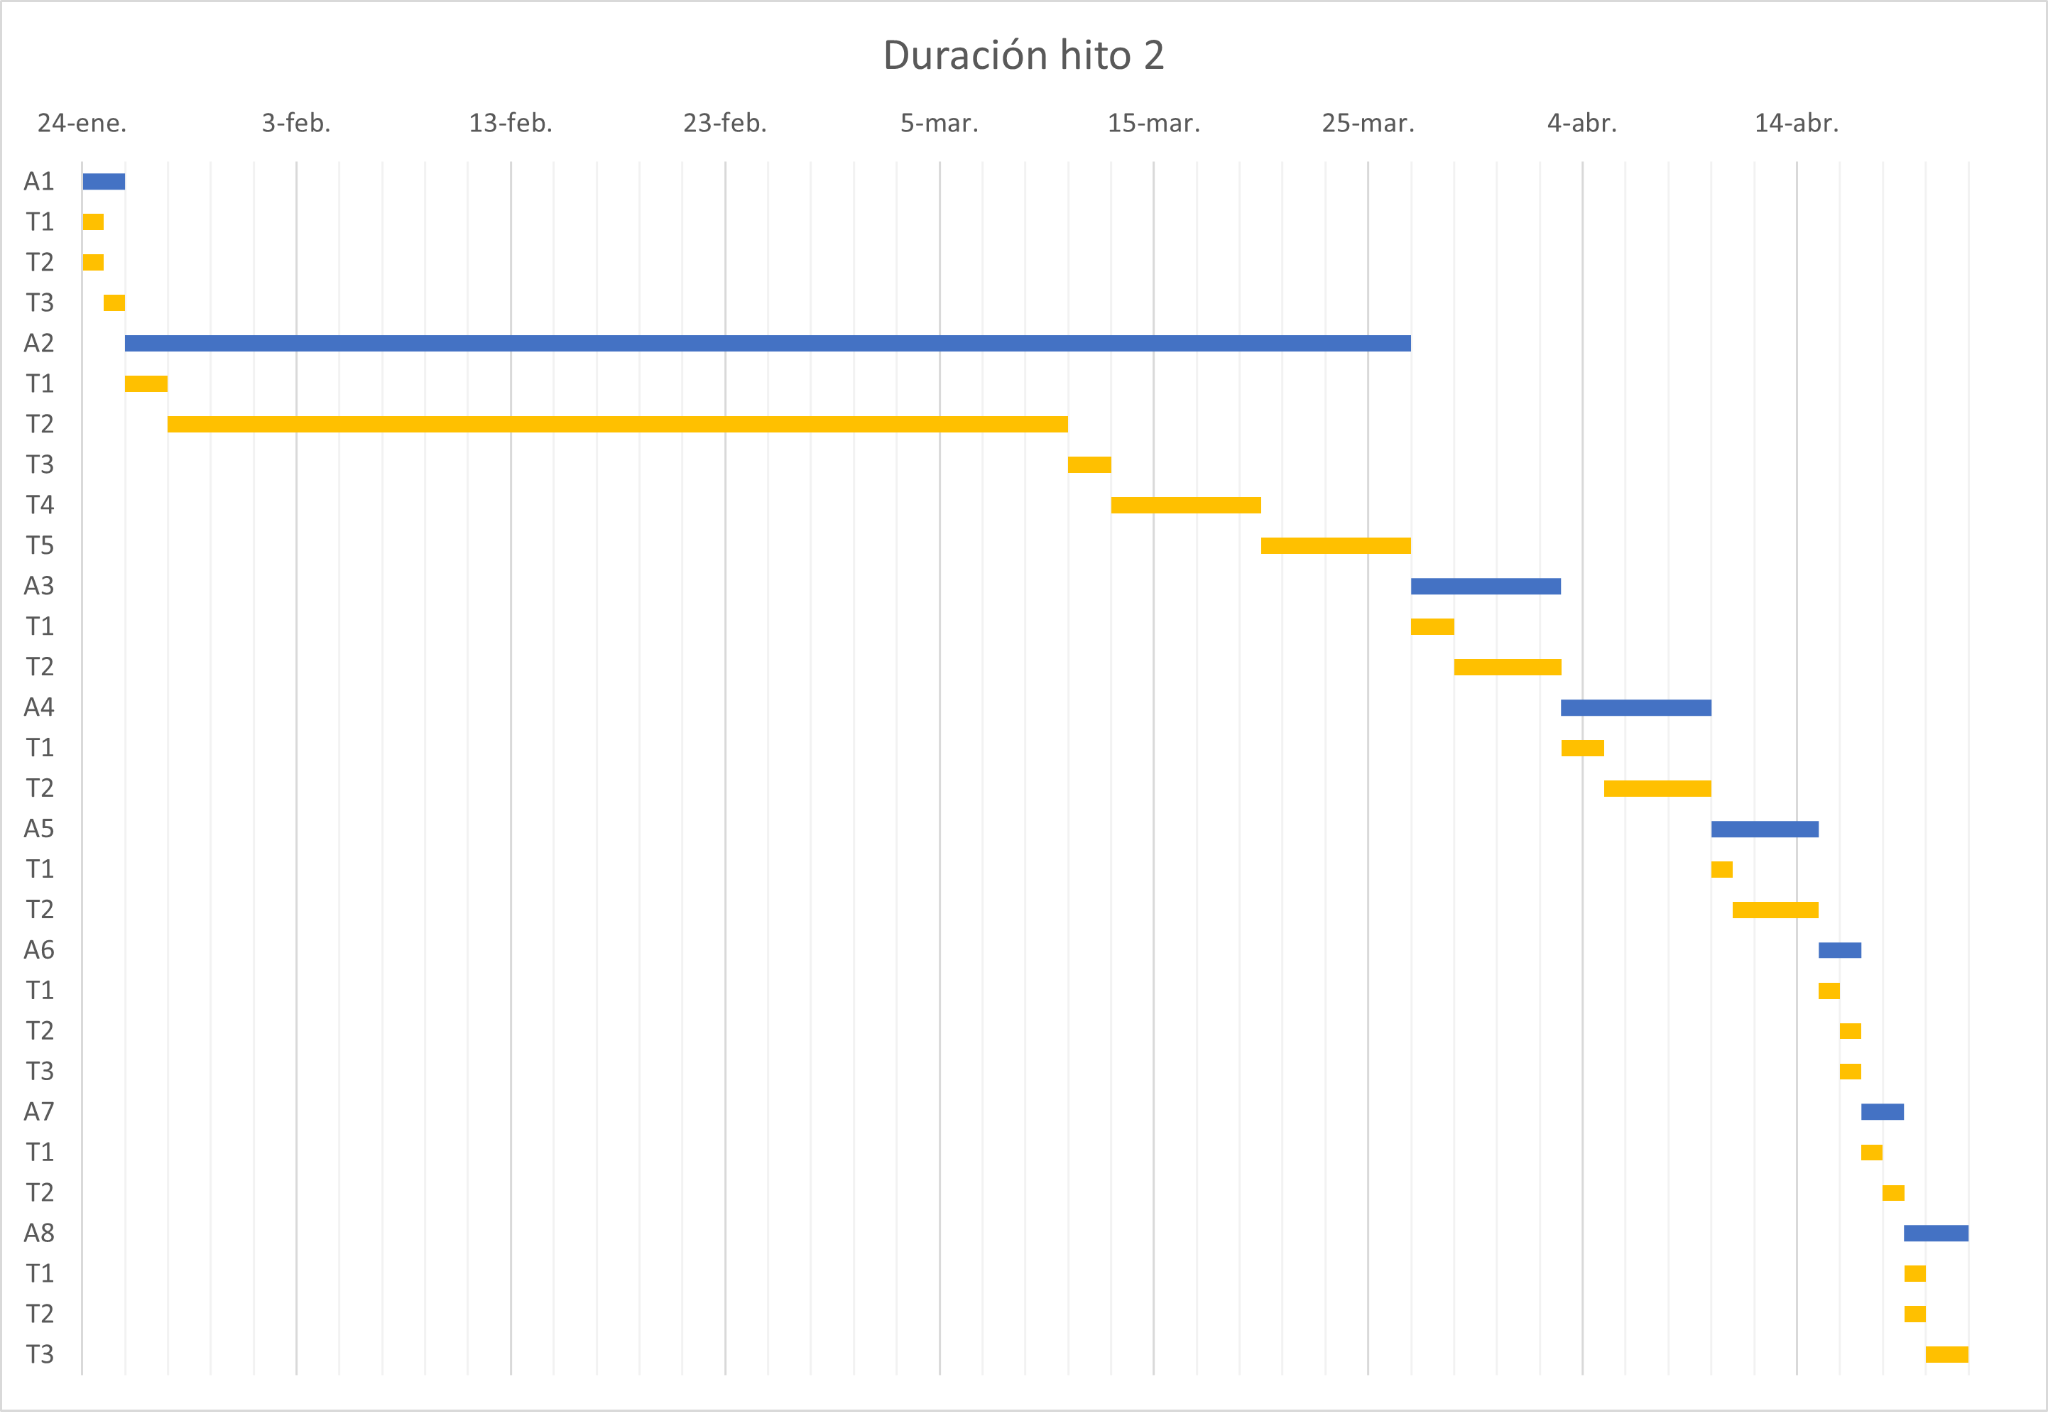 Duración hito 2
24-ene. 3-feb. 13-feb. 23-feb. 5-mar. 15-mar. 25-mar. 4-abr. 14-abr.
A1
T1
T2
T3
A2
T1
T2
T3
T4
T5
A3
T1
T2
A4
T1
T2
A5
T1
T2
A6
T1
T2
T3
A7
T1
T2
A8
T1
T2
T3